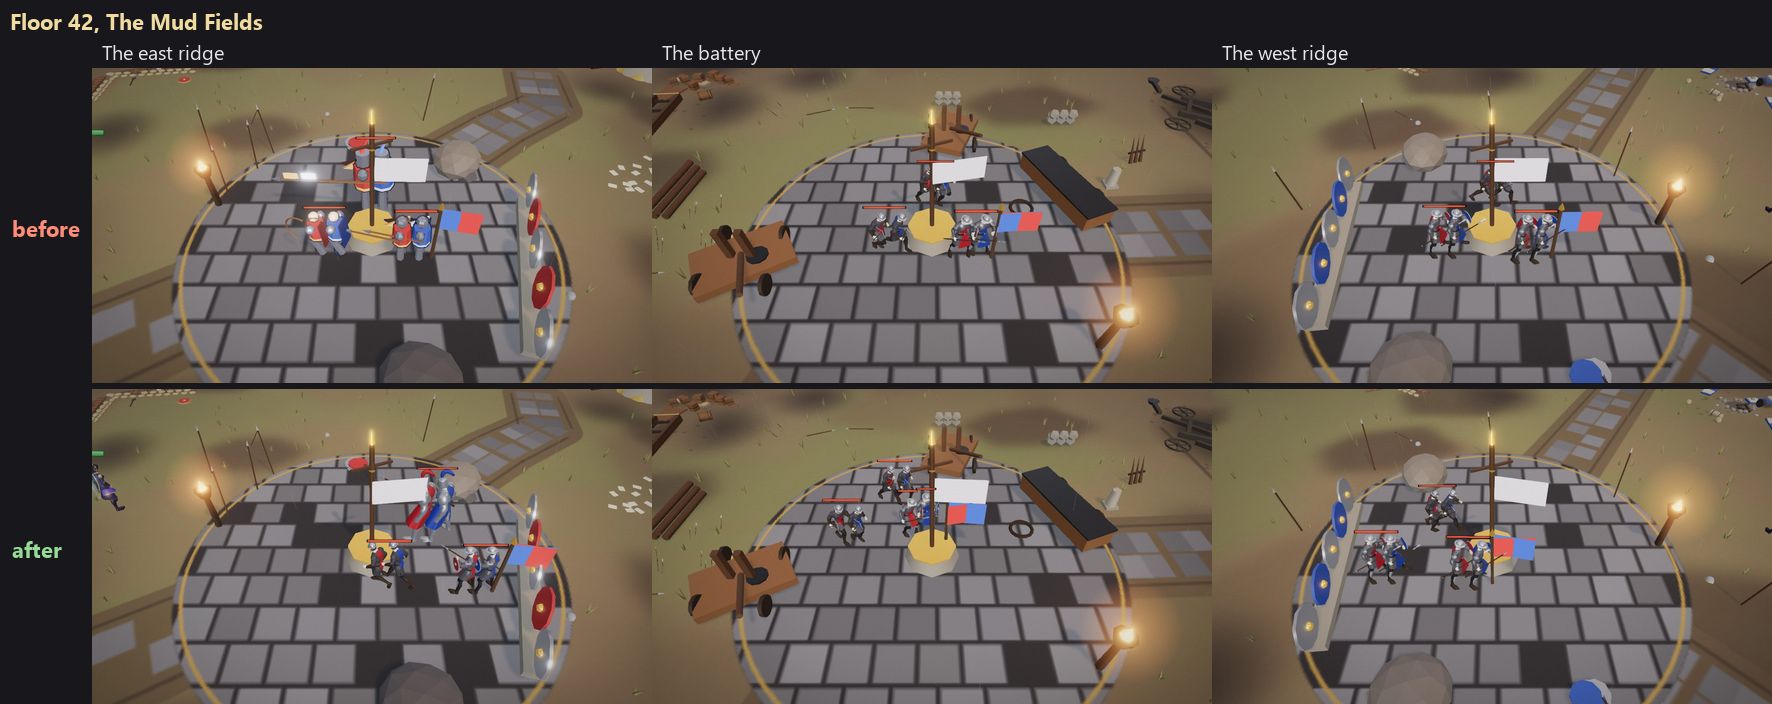 Floor 42, The Mud Fields
The east ridge
The battery
The west ridge
before
after